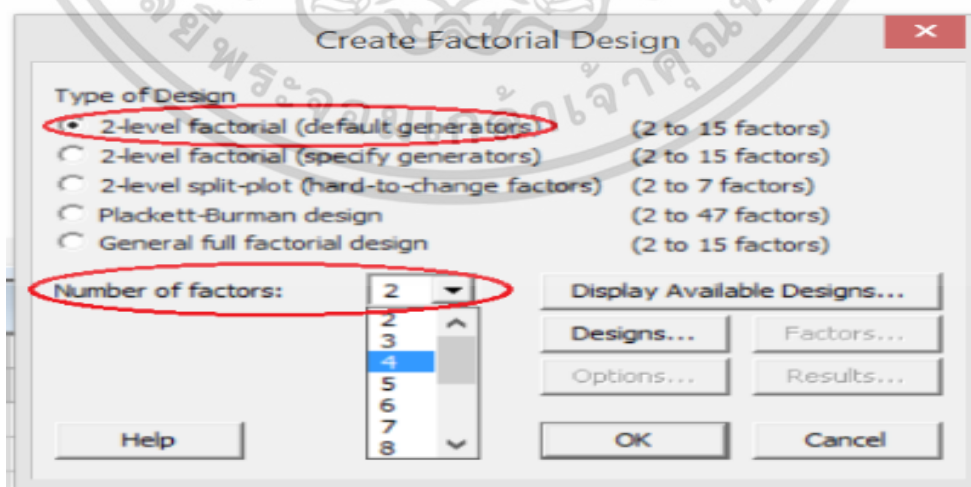 Create Factorial Design
Type of Design
2-level factorial (default generators) (2 to 15 factors)
2-level factorial (specify generators) (2 to 15 factors)
2-level split-plot (hard-to-change factors) (2 to 7 factors)
Plackett-Burman design (2 to 47 factors)
General full factorial design (2 to 15 factors)
Number of factors: 2 Display Available Designs...
2
3
4
5
6
7
8
Designs... Factors...
Options... Results...
Help OK Cancel